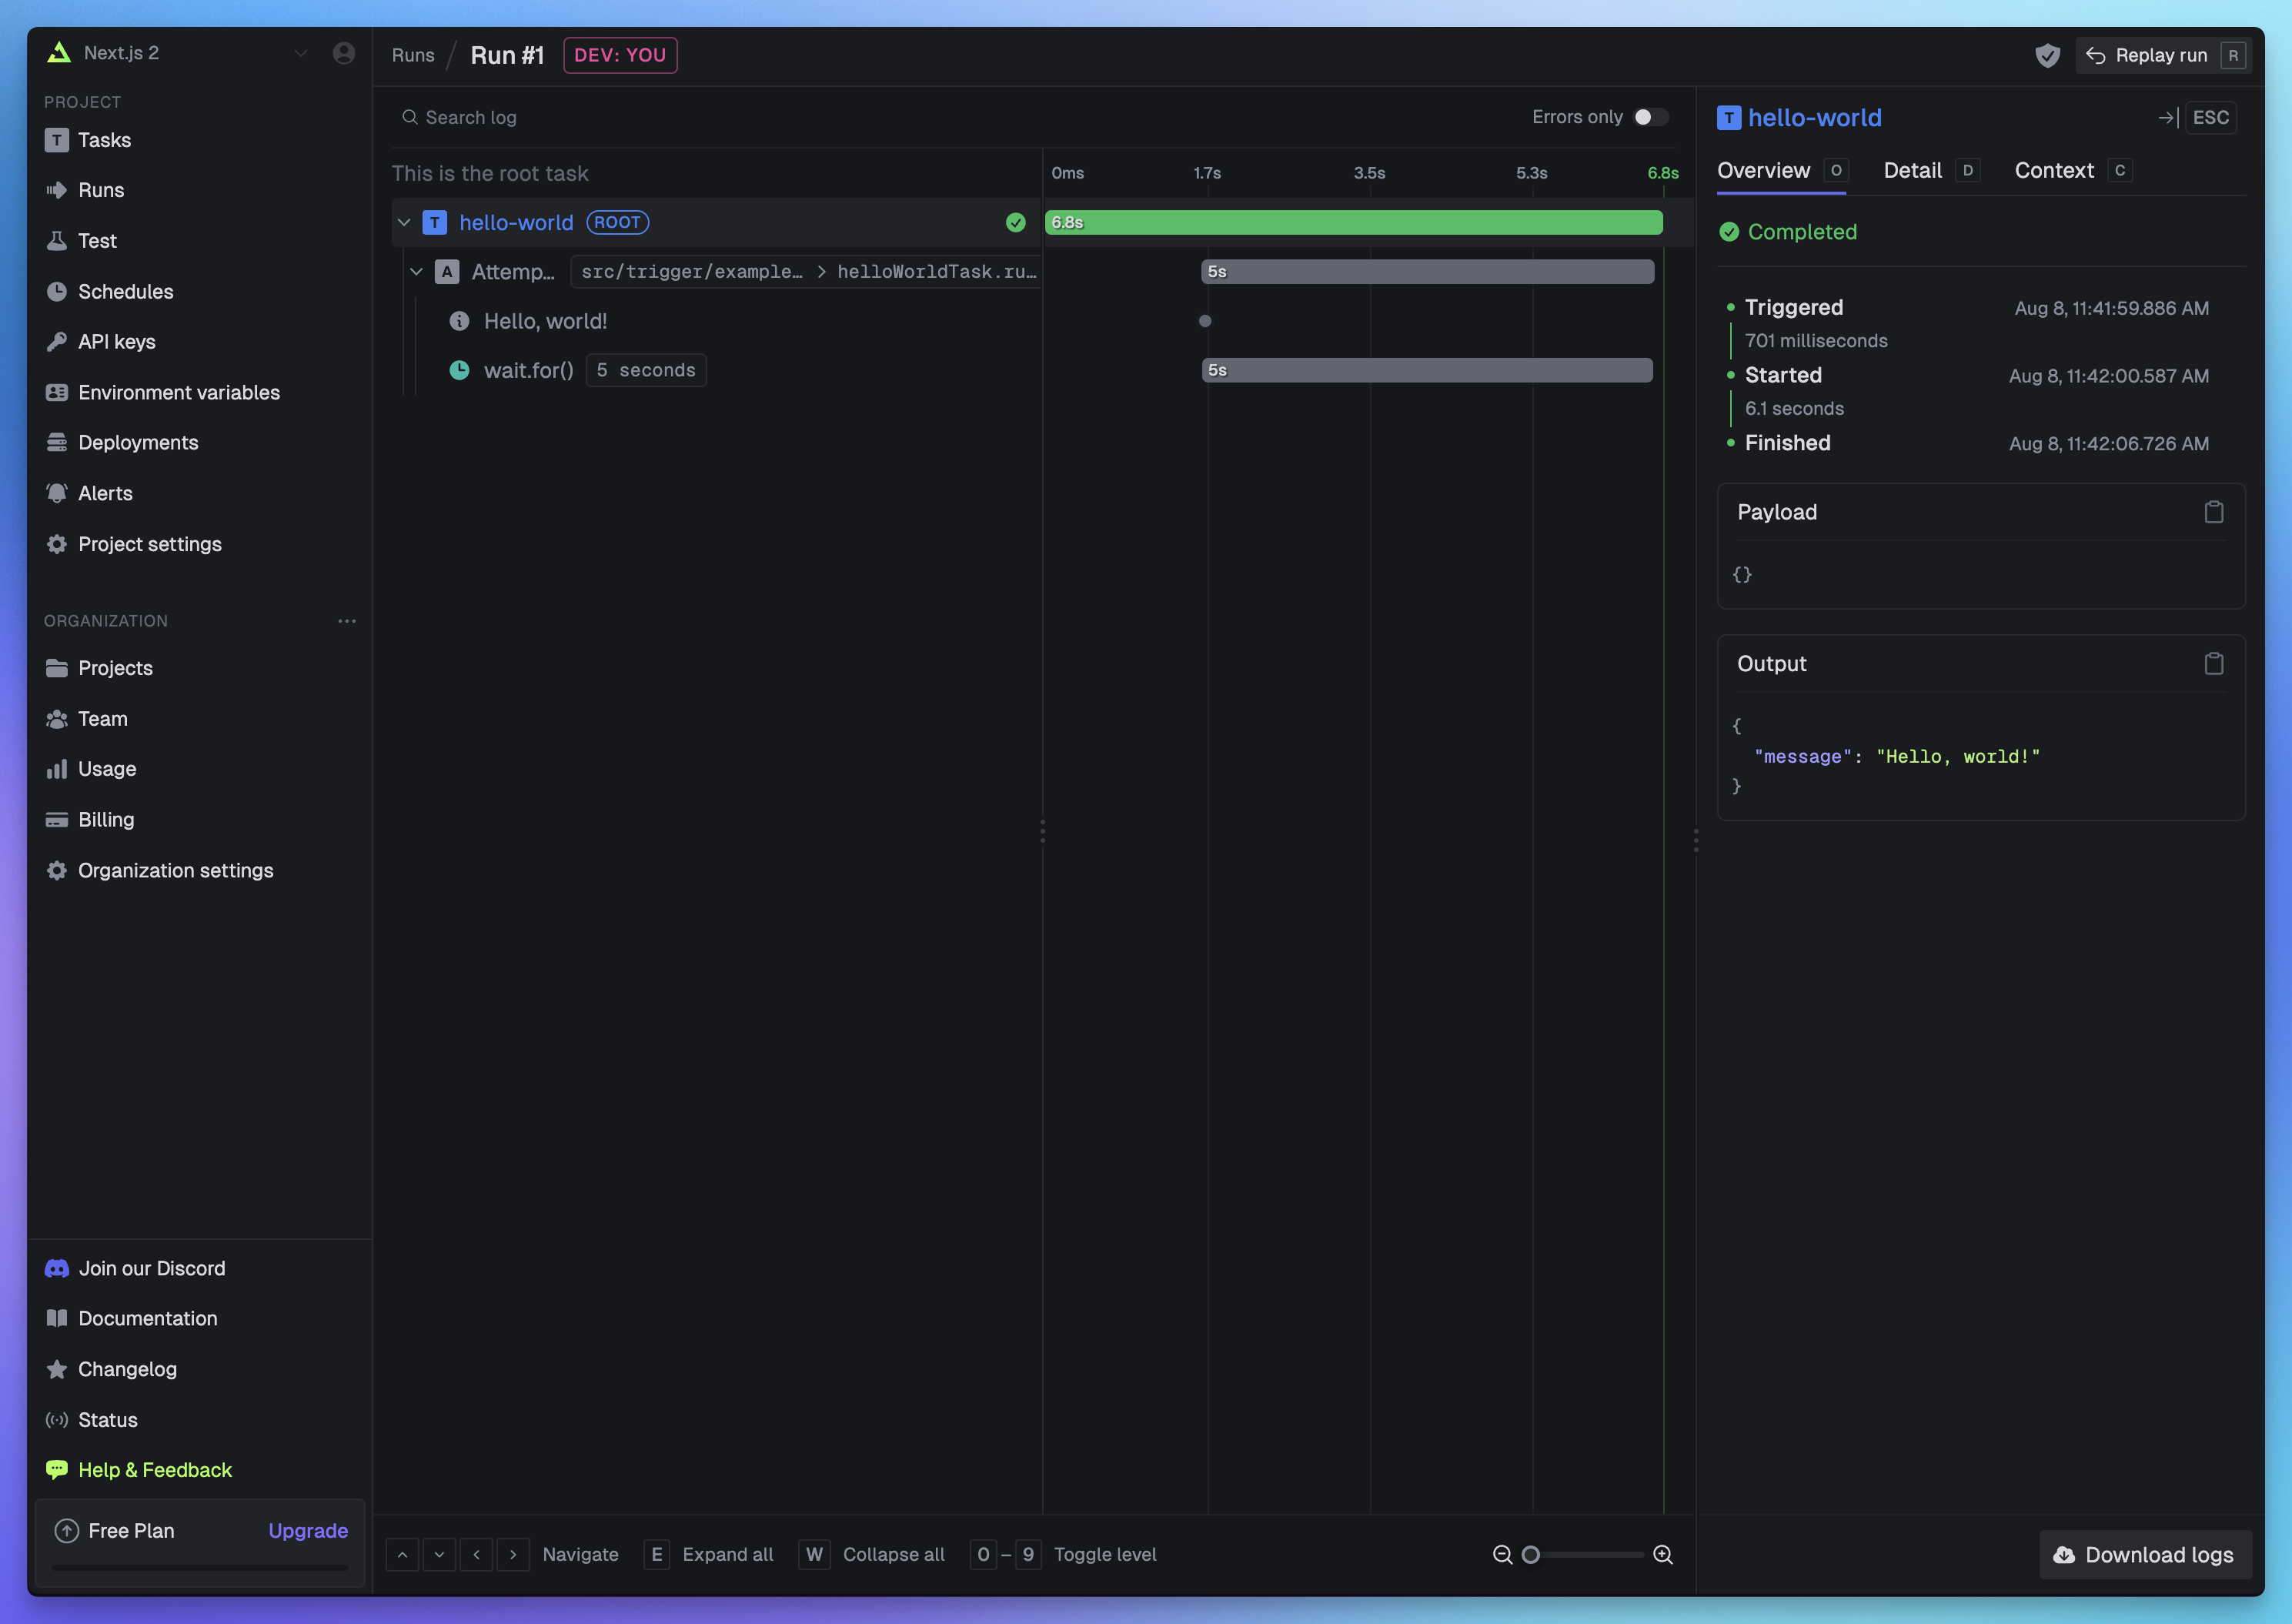 Next.js 2
PROJECT
T Tasks
Runs
Test
Schedules
API keys
Environment variables
Deployments
Alerts
Project settings
ORGANIZATION
Projects
Team
Usage
Billing
Organization settings
Join our Discord
Documentation
Changelog
Status
Help & Feedback
Free Plan Upgrade
Runs / Run #1 DEV: YOU
Replay run R
Search log Errors only
This is the root task 0ms 1.7s 3.5s 5.3s 6.8s
T hello-world ROOT 6.8s
A Attemp... src/trigger/example… > helloWorldTask.ru… 5s
Hello, world!
wait.for() 5 seconds 5s
Navigate E Expand all W Collapse all 0 – 9 Toggle level
T hello-world ESC
Overview O Detail D Context C
Completed
Triggered Aug 8, 11:41:59.886 AM
701 milliseconds
Started Aug 8, 11:42:00.587 AM
6.1 seconds
Finished Aug 8, 11:42:06.726 AM
Payload
{}
Output
{
"message": "Hello, world!"
}
Download logs